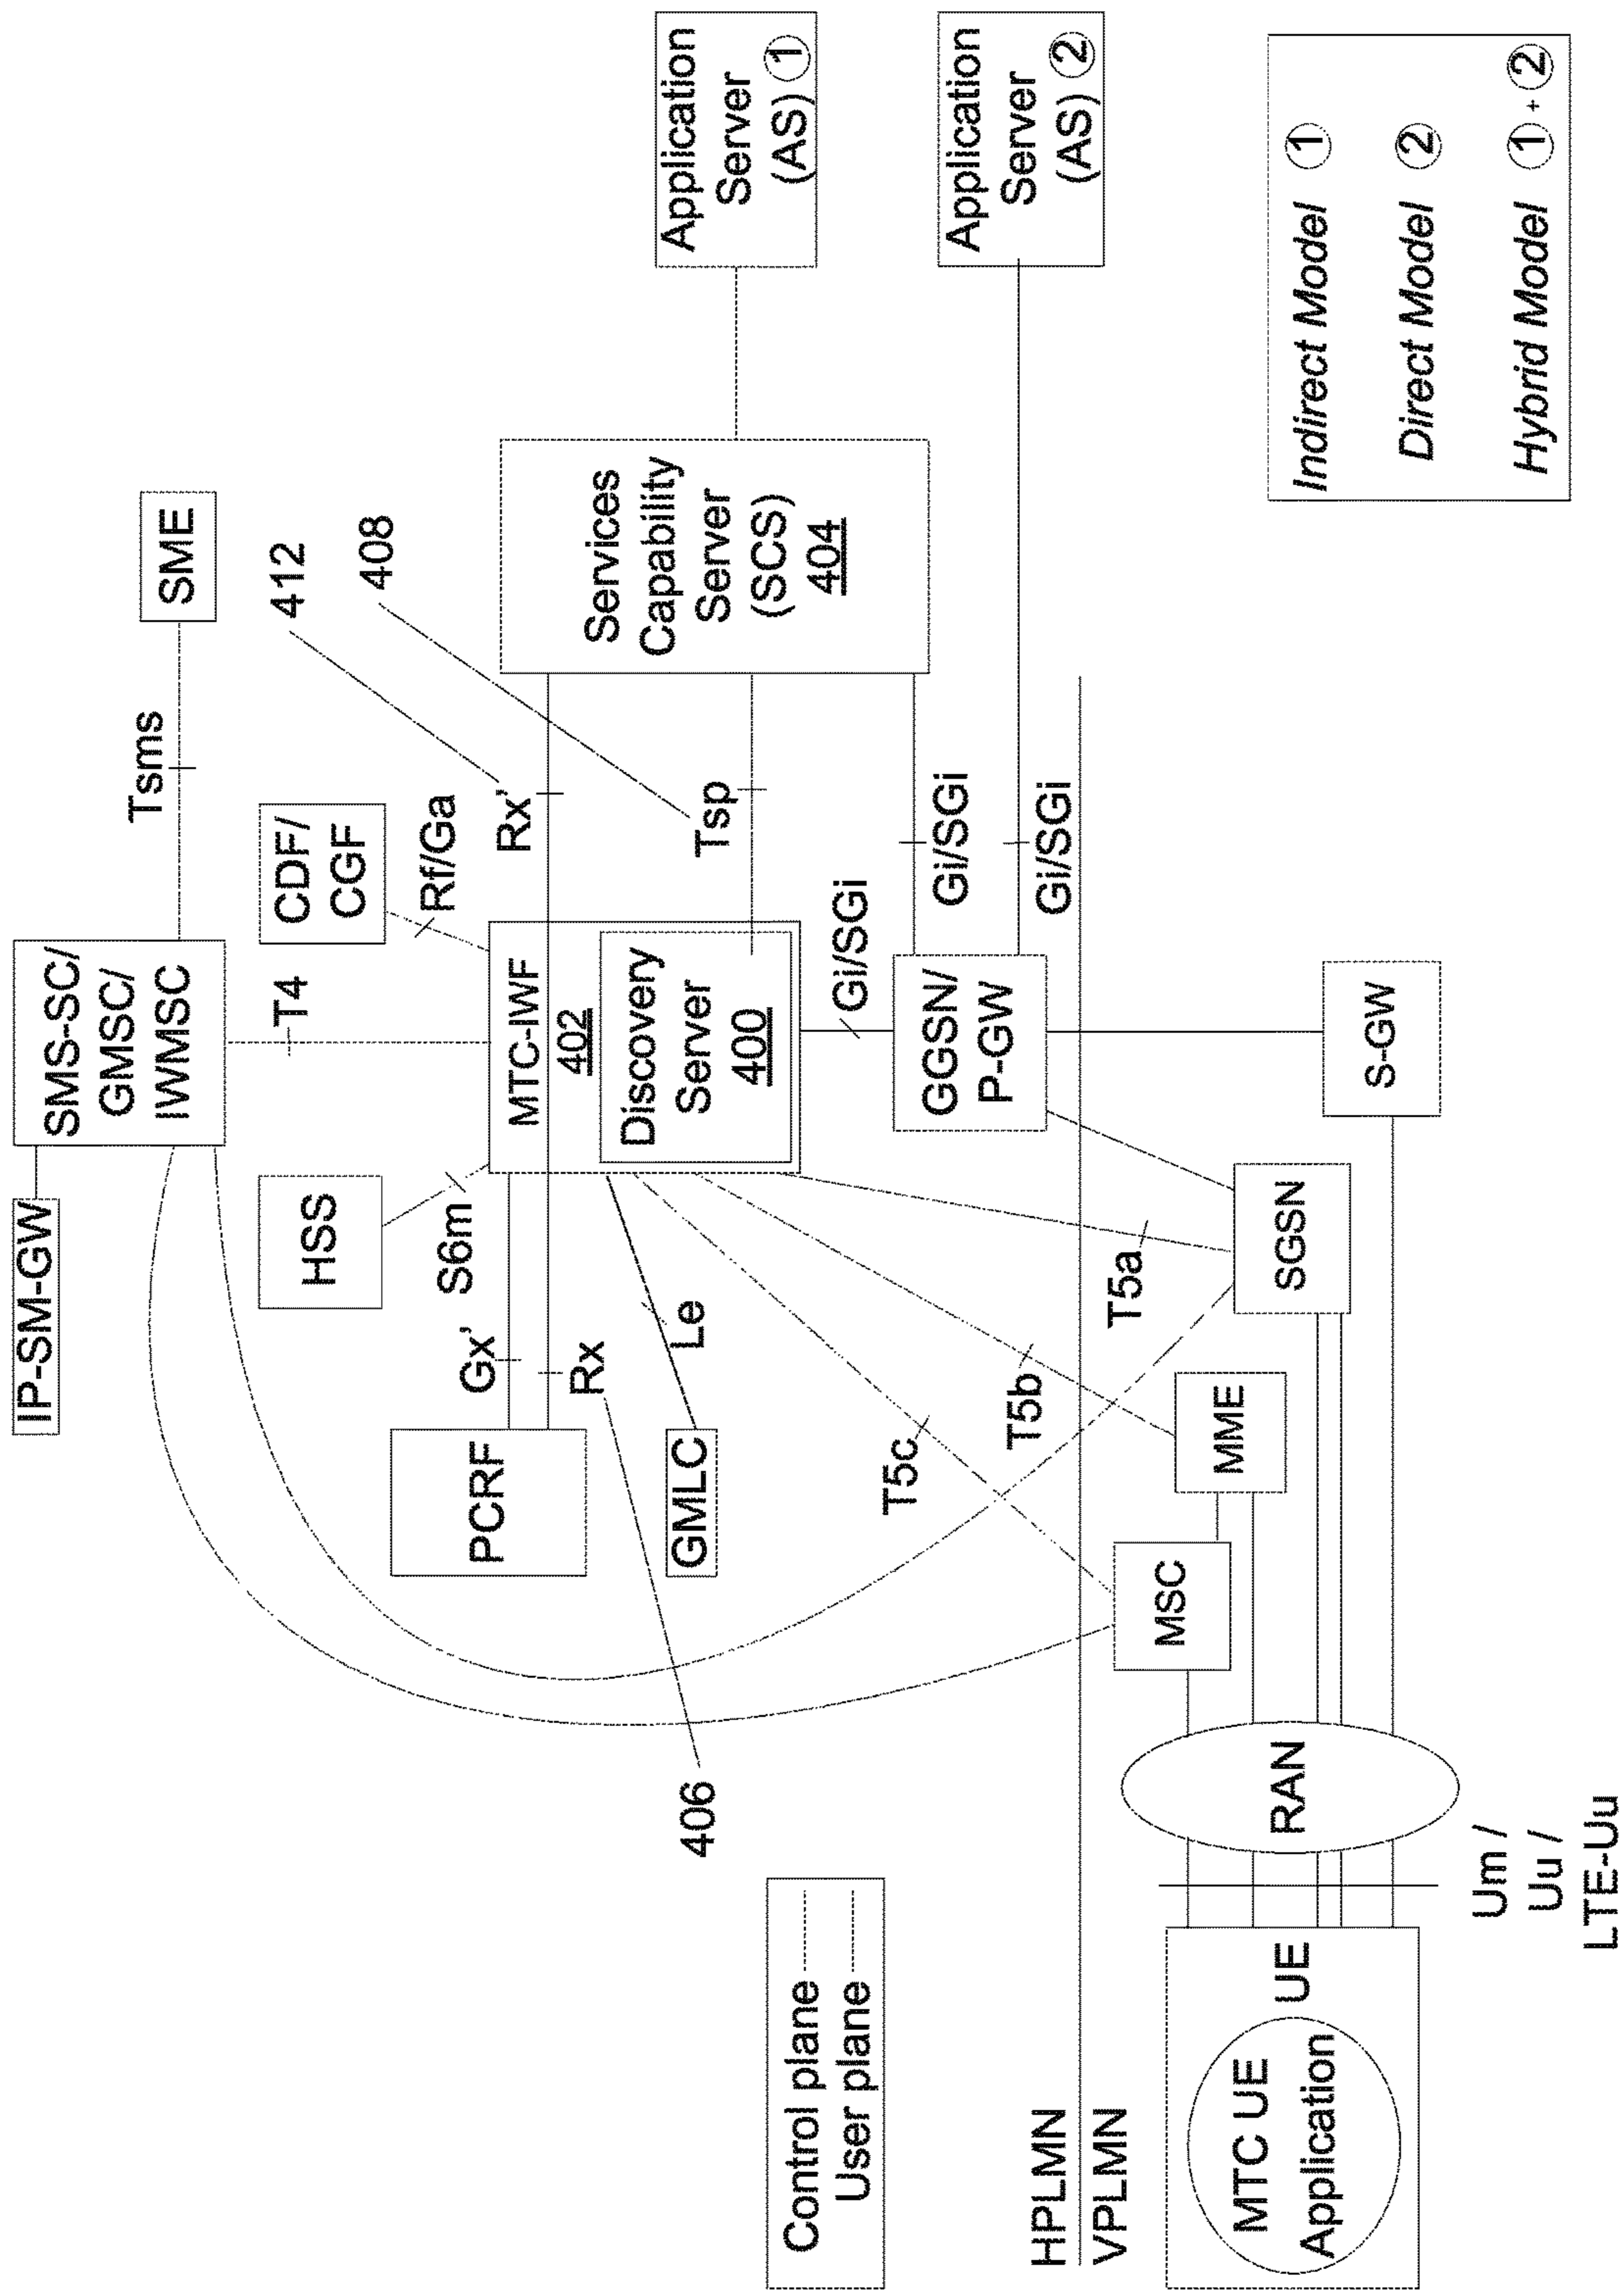 IP-SM-GW
SMS-SC/
GMSC/
IWMSC
Tsms
SME
HSS
T4
CDF/
CGF
Rf/Ga
S6m
412
408
Gx'
Rx'
PCRF
Rx
406
MTC-IWF
402
Discovery
Server
400
Tsp
Services
Capability
Server
(SCS)
404
Application
Server
(AS) 1
GMLC
Le
Control plane
User plane
Gi/SGi
T5c
T5b
T5a
GGSN/
P-GW
Gi/SGi
Gi/SGi
Application
Server
(AS) 2
HPLMN
VPLMN
MTC UE
Application
UE
RAN
MSC
MME
SGSN
S-GW
Um /
Uu /
LTE-Uu
Indirect Model 1
Direct Model 2
Hybrid Model 1 + 2